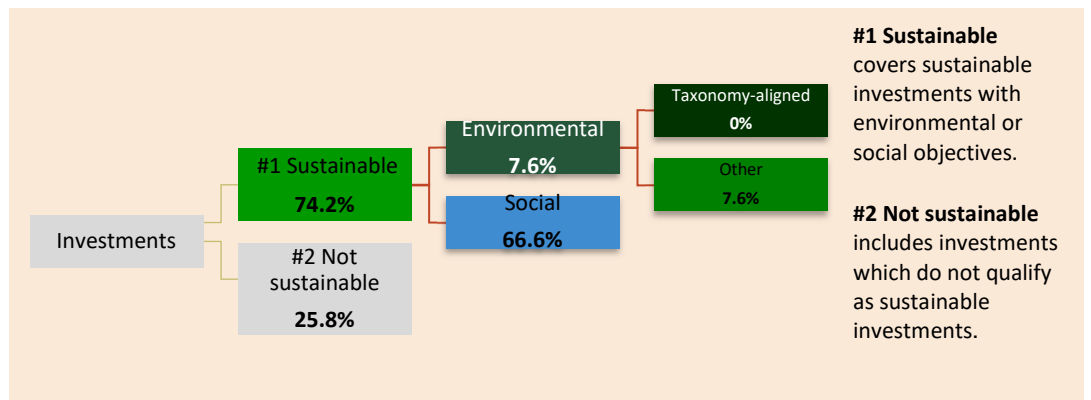 Investments
#1 Sustainable
74.2%
#2 Not
sustainable
25.8%
Environmental
7.6%
Social
66.6%
Taxonomy-aligned
0%
Other
7.6%
#1 Sustainable
covers sustainable
investments with
environmental or
social objectives.
#2 Not sustainable
includes investments
which do not qualify
as sustainable
investments.